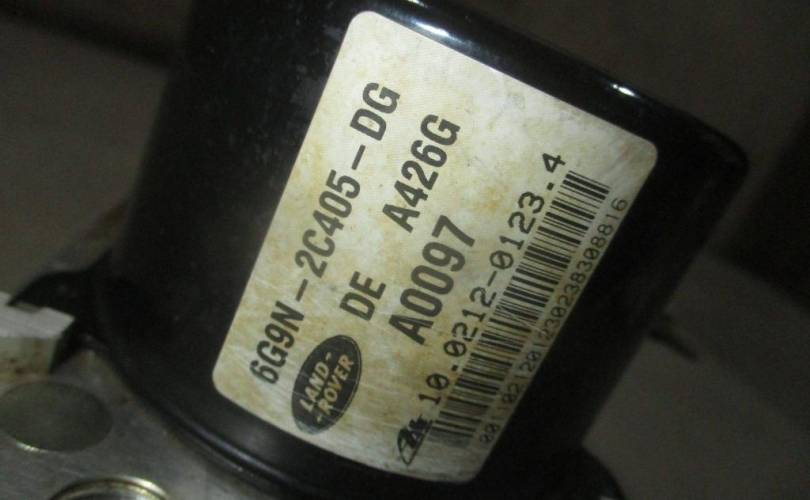 6G9N-2C405-DG
DE A426G
A0097
LAND-
-ROVER
10.0212-0123.4